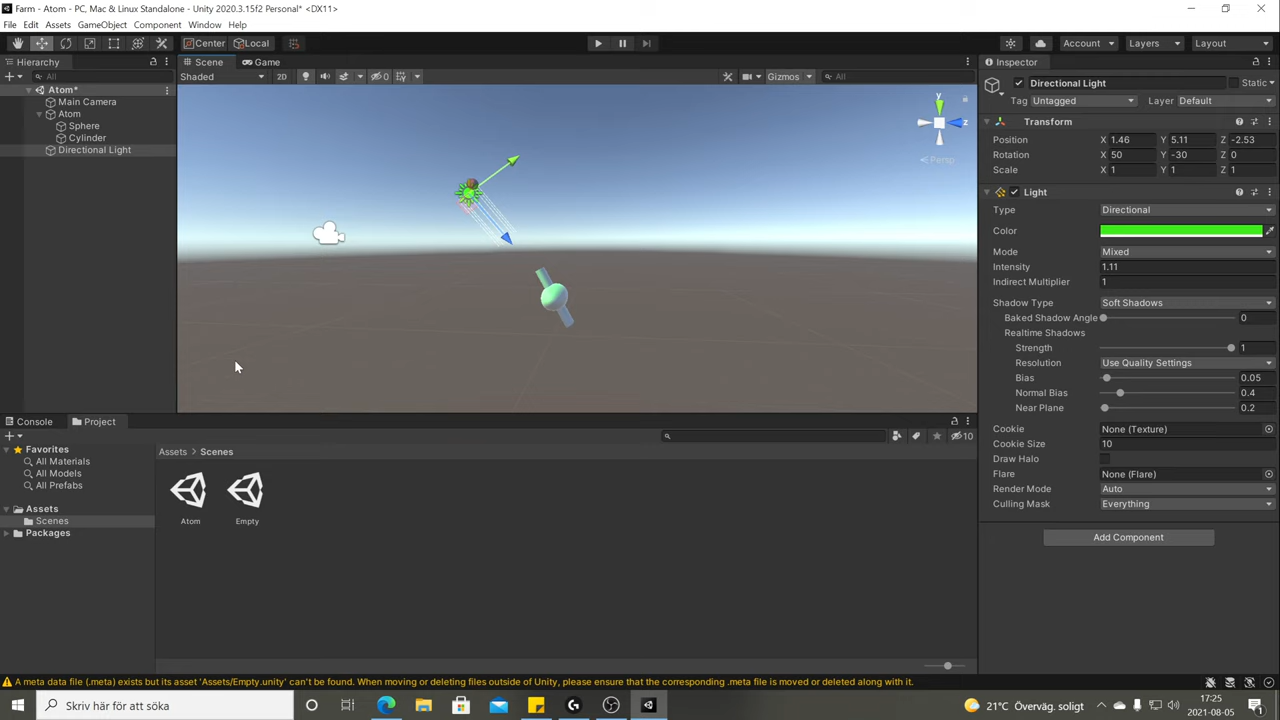 Farm - Atom - PC, Mac & Linux Standalone - Unity 2020.3.15f2 Personal* <DX11>
File Edit Assets GameObject Component Window Help
Center Local Account Layers Layout
Hierarchy Scene Game Inspector
All Shaded 2D 0 Gizmos All Directional Light Static
Tag Untagged Layer Default
Atom*
Main Camera
Atom
Sphere
Cylinder
Directional Light
y
z
Persp
Transform
Position X 1.46 Y 5.11 Z -2.53
Rotation X 50 Y -30 Z 0
Scale X 1 Y 1 Z 1
Light
Type Directional
Color
Mode Mixed
Intensity 1.11
Indirect Multiplier 1
Shadow Type Soft Shadows
Baked Shadow Angle 0
Realtime Shadows
Strength 1
Resolution Use Quality Settings
Bias 0.05
Normal Bias 0.4
Near Plane 0.2
Cookie None (Texture)
Cookie Size 10
Draw Halo
Flare None (Flare)
Render Mode Auto
Culling Mask Everything
Add Component
Console Project
10
Favorites
All Materials
All Models
All Prefabs
Assets
Scenes
Packages
Assets > Scenes
Atom Empty
A meta data file (.meta) exists but its asset 'Assets/Empty.unity' can't be found. When moving or deleting files outside of Unity, please ensure that the corresponding .meta file is moved or deleted along with it.
Skriv här för att söka
21°C Överväg. soligt
17:25
2021-08-05
1